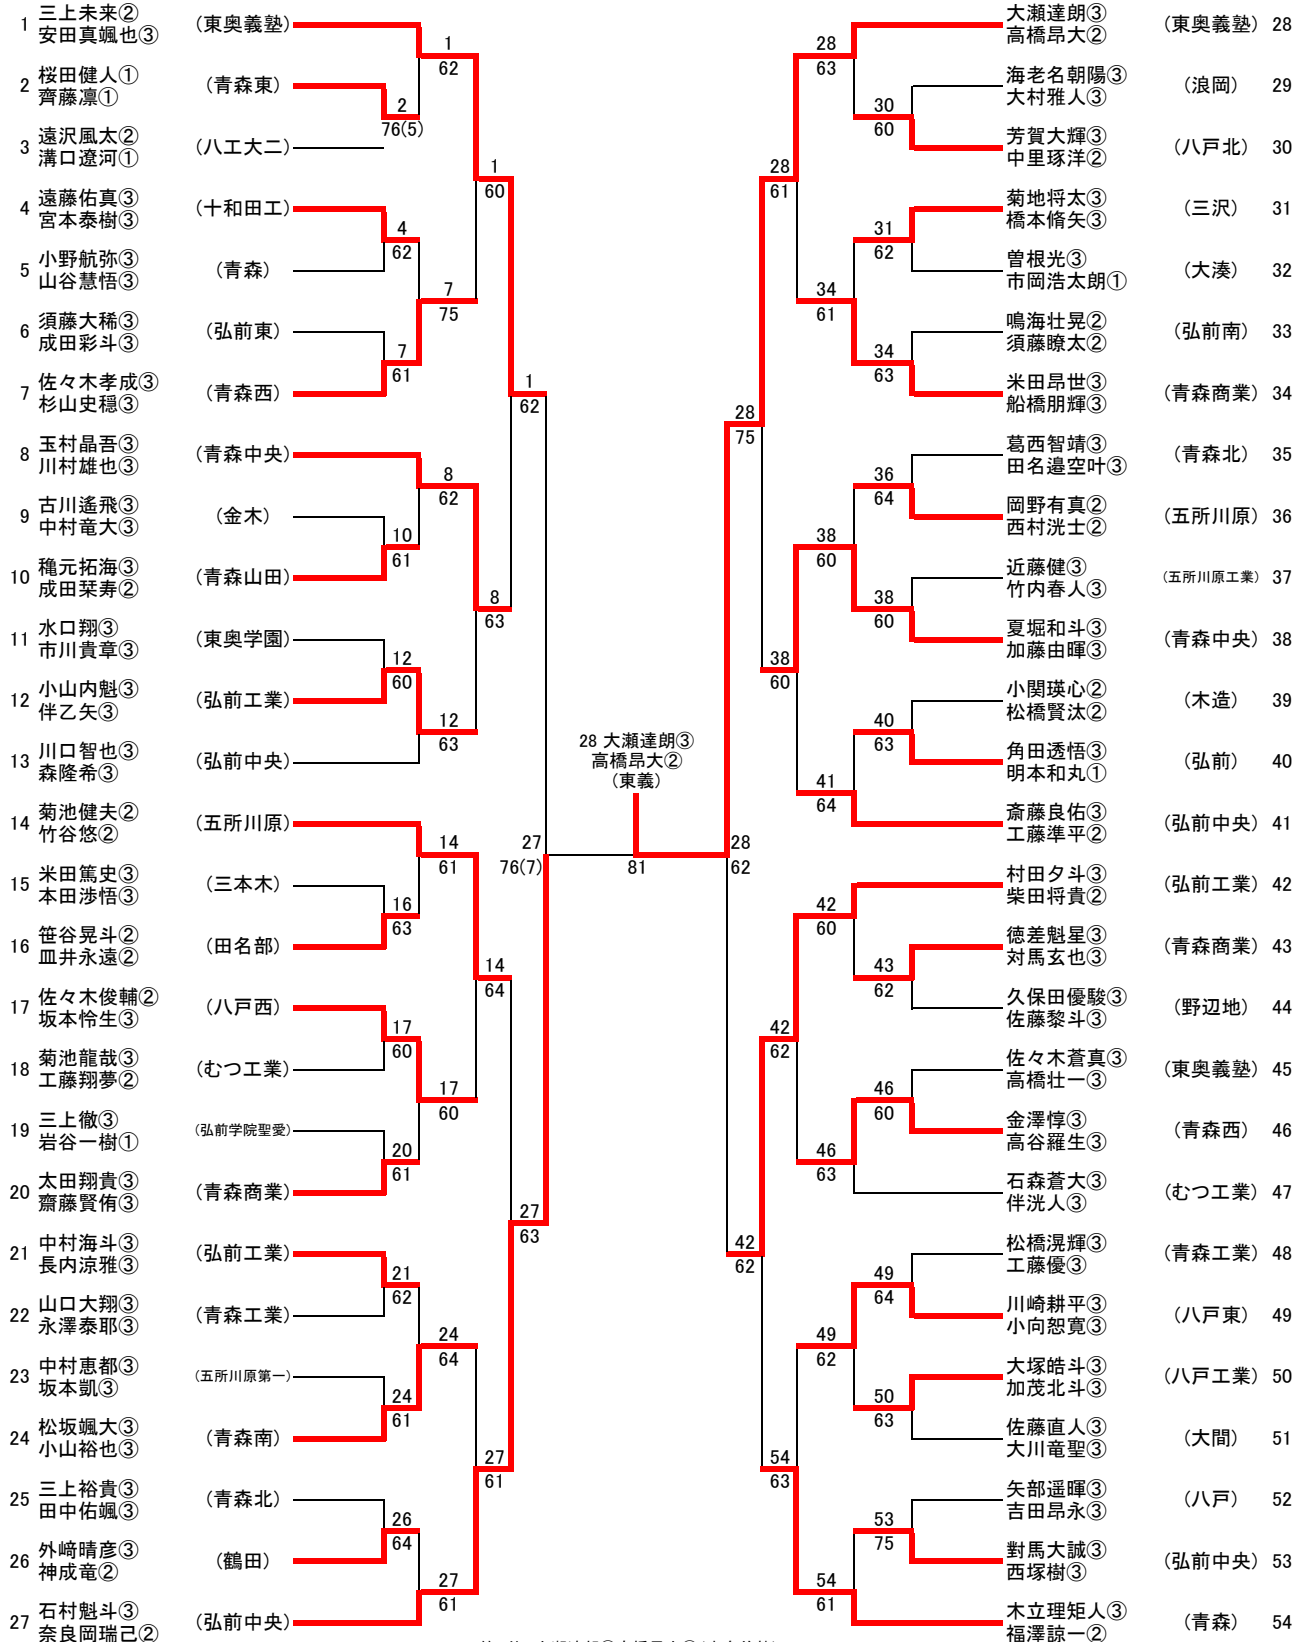 1 三上未来② 安田真颯也③ (東奥義塾)
2 桜田健人① 齊藤凛① (青森東)
3 遠沢風太② 溝口遼河① (八工大二)
4 遠藤佑真③ 宮本泰樹③ (十和田工)
5 小野航弥③ 山谷慧悟③ (青森)
6 須藤大稀③ 成田彩斗③ (弘前東)
7 佐々木孝成③ 杉山史穏③ (青森西)
8 玉村晶吾③ 川村雄也③ (青森中央)
9 古川遙飛③ 中村竜大③ (金木)
10 穐元拓海③ 成田栞寿② (青森山田)
11 水口翔③ 市川貴章③ (東奥学園)
12 小山内魁③ 伴乙矢③ (弘前工業)
13 川口智也③ 森隆希③ (弘前中央)
14 菊池健夫② 竹谷悠② (五所川原)
15 米田篤史③ 本田渉悟③ (三本木)
16 笹谷晃斗② 皿井永遠② (田名部)
17 佐々木俊輔② 坂本怜生③ (八戸西)
18 菊池龍哉③ 工藤翔夢② (むつ工業)
19 三上徹③ 岩谷一樹① (弘前学院聖愛)
20 太田翔貴③ 齋藤賢侑③ (青森商業)
21 中村海斗③ 長内涼雅③ (弘前工業)
22 山口大翔③ 永澤泰耶③ (青森工業)
23 中村恵都③ 坂本凱③ (五所川原第一)
24 松坂颯大③ 小山裕也③ (青森南)
25 三上裕貴③ 田中佑颯③ (青森北)
26 外﨑晴彦③ 神成竜② (鶴田)
27 石村魁斗③ 奈良岡瑞己② (弘前中央)
2 76(5)
4 62
7 61
10 61
12 60
16 63
17 60
20 61
21 62
24 61
26 64
1 62
7 75
8 62
12 63
14 61
17 60
24 64
27 61
1 60
8 63
14 64
27 61
1 62
27 63
27 76(7)
28 大瀬達朗③
高橋昂大②
(東義)
81
28 62
28 75
42 62
28 61
38 60
42 62
54 63
28 63
34 61
38 60
41 64
42 60
46 63
49 62
54 61
30 60
31 62
34 63
36 64
38 60
40 63
43 62
46 60
49 64
50 63
53 75
大瀬達朗③ 高橋昂大② (東奥義塾) 28
海老名朝陽③ 大村雅人③ (浪岡) 29
芳賀大輝③ 中里琢洋② (八戸北) 30
菊地将太③ 橋本脩矢③ (三沢) 31
曽根光③ 市岡浩太朗① (大湊) 32
鳴海壮晃② 須藤瞭太② (弘前南) 33
米田昂世③ 船橋朋輝③ (青森商業) 34
葛西智靖③ 田名邉空叶③ (青森北) 35
岡野有真② 西村洸士② (五所川原) 36
近藤健③ 竹内春人③ (五所川原工業) 37
夏堀和斗③ 加藤由暉③ (青森中央) 38
小関瑛心② 松橋賢汰② (木造) 39
角田透悟③ 明本和丸① (弘前) 40
斎藤良佑③ 工藤準平② (弘前中央) 41
村田夕斗③ 柴田将貴② (弘前工業) 42
徳差魁星③ 対馬玄也③ (青森商業) 43
久保田優駿③ 佐藤黎斗③ (野辺地) 44
佐々木蒼真③ 高橋壮一③ (東奥義塾) 45
金澤惇③ 高谷羅生③ (青森西) 46
石森蒼大③ 伴洸人③ (むつ工業) 47
松橋滉輝③ 工藤優③ (青森工業) 48
川崎耕平③ 小向恕寛③ (八戸東) 49
大塚皓斗③ 加茂北斗③ (八戸工業) 50
佐藤直人③ 大川竜聖③ (大間) 51
矢部遥暉③ 吉田昂永③ (八戸) 52
對馬大誠③ 西塚樹③ (弘前中央) 53
木立理矩人③ 福澤諒一② (青森) 54